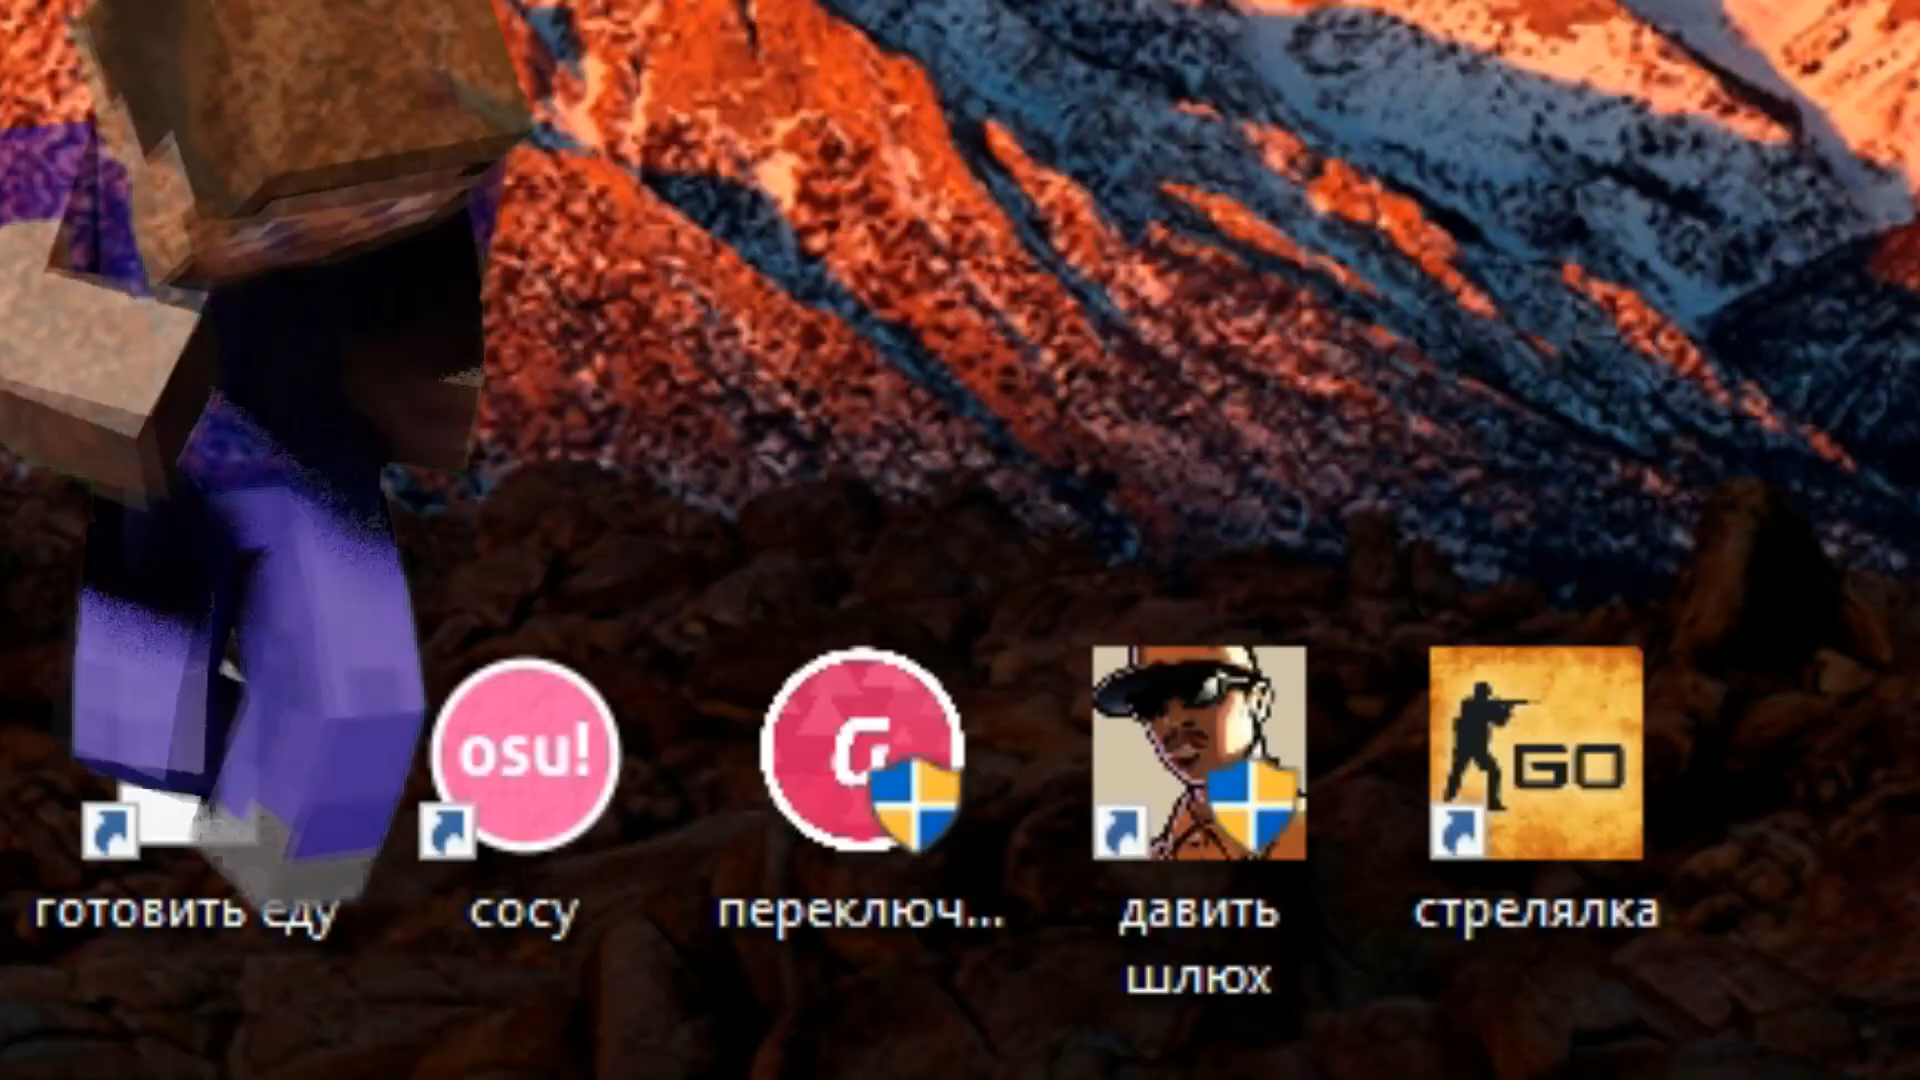 osu!
G
GO
готовить еду
сосу
переключ...
давить
шлюх
стрелялка